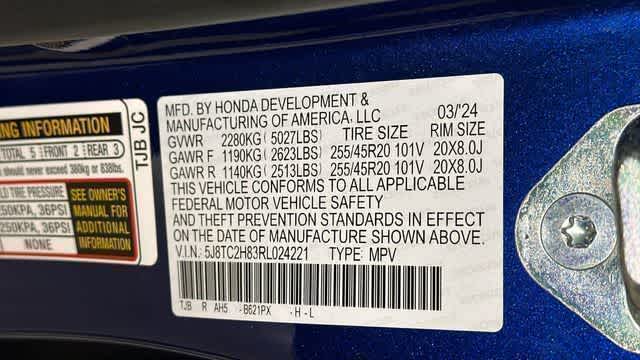 NG INFORMATION
TOTAL 5 FRONT 2 REAR 3
should never exceed 380kg or 838lbs.
LD TIRE PRESSURE
250KPA, 36PSI
250KPA, 36PSI
NONE
SEE OWNER'S
MANUAL FOR
ADDITIONAL
INFORMATION
TJB JC
MFD. BY HONDA DEVELOPMENT &
MANUFACTURING OF AMERICA, LLC 03/'24
GVWR 2280KG ( 5027LBS) TIRE SIZE RIM SIZE
GAWR F 1190KG ( 2623LBS) 255/45R20 101V 20X8.0J
GAWR R 1140KG ( 2513LBS) 255/45R20 101V 20X8.0J
THIS VEHICLE CONFORMS TO ALL APPLICABLE
FEDERAL MOTOR VEHICLE SAFETY
AND THEFT PREVENTION STANDARDS IN EFFECT
ON THE DATE OF MANUFACTURE SHOWN ABOVE.
V.I.N.: 5J8TC2H83RL024221 TYPE: MPV
TJB R AH5 - B621PX - H - L